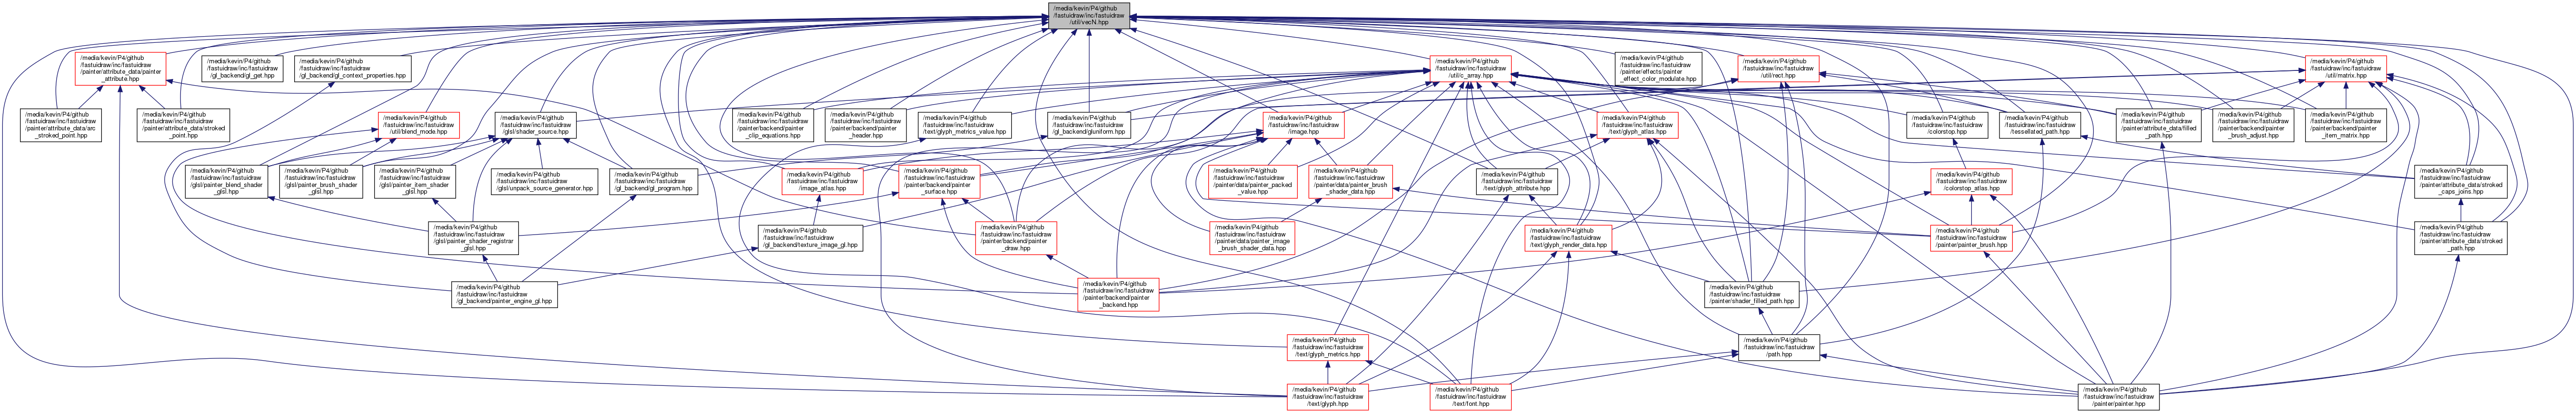 /media/kevin/P4/github
/fastuidraw/inc/fastuidraw
/util/vecN.hpp
/media/kevin/P4/github
/fastuidraw/inc/fastuidraw
/painter/attribute_data/painter
_attribute.hpp
/media/kevin/P4/github
/fastuidraw/inc/fastuidraw
/gl_backend/gl_get.hpp
/media/kevin/P4/github
/fastuidraw/inc/fastuidraw
/gl_backend/gl_context_properties.hpp
/media/kevin/P4/github
/fastuidraw/inc/fastuidraw
/util/c_array.hpp
/media/kevin/P4/github
/fastuidraw/inc/fastuidraw
/painter/effects/painter
_effect_color_modulate.hpp
/media/kevin/P4/github
/fastuidraw/inc/fastuidraw
/util/rect.hpp
/media/kevin/P4/github
/fastuidraw/inc/fastuidraw
/util/matrix.hpp
/media/kevin/P4/github
/fastuidraw/inc/fastuidraw
/painter/attribute_data/arc
_stroked_point.hpp
/media/kevin/P4/github
/fastuidraw/inc/fastuidraw
/painter/attribute_data/stroked
_point.hpp
/media/kevin/P4/github
/fastuidraw/inc/fastuidraw
/util/blend_mode.hpp
/media/kevin/P4/github
/fastuidraw/inc/fastuidraw
/glsl/shader_source.hpp
/media/kevin/P4/github
/fastuidraw/inc/fastuidraw
/painter/backend/painter
_clip_equations.hpp
/media/kevin/P4/github
/fastuidraw/inc/fastuidraw
/painter/backend/painter
_header.hpp
/media/kevin/P4/github
/fastuidraw/inc/fastuidraw
/text/glyph_metrics_value.hpp
/media/kevin/P4/github
/fastuidraw/inc/fastuidraw
/gl_backend/gluniform.hpp
/media/kevin/P4/github
/fastuidraw/inc/fastuidraw
/image.hpp
/media/kevin/P4/github
/fastuidraw/inc/fastuidraw
/text/glyph_atlas.hpp
/media/kevin/P4/github
/fastuidraw/inc/fastuidraw
/colorstop.hpp
/media/kevin/P4/github
/fastuidraw/inc/fastuidraw
/tessellated_path.hpp
/media/kevin/P4/github
/fastuidraw/inc/fastuidraw
/painter/attribute_data/filled
_path.hpp
/media/kevin/P4/github
/fastuidraw/inc/fastuidraw
/painter/backend/painter
_brush_adjust.hpp
/media/kevin/P4/github
/fastuidraw/inc/fastuidraw
/painter/backend/painter
_item_matrix.hpp
/media/kevin/P4/github
/fastuidraw/inc/fastuidraw
/glsl/painter_blend_shader
_glsl.hpp
/media/kevin/P4/github
/fastuidraw/inc/fastuidraw
/glsl/painter_brush_shader
_glsl.hpp
/media/kevin/P4/github
/fastuidraw/inc/fastuidraw
/glsl/painter_item_shader
_glsl.hpp
/media/kevin/P4/github
/fastuidraw/inc/fastuidraw
/glsl/unpack_source_generator.hpp
/media/kevin/P4/github
/fastuidraw/inc/fastuidraw
/gl_backend/gl_program.hpp
/media/kevin/P4/github
/fastuidraw/inc/fastuidraw
/image_atlas.hpp
/media/kevin/P4/github
/fastuidraw/inc/fastuidraw
/painter/backend/painter
_surface.hpp
/media/kevin/P4/github
/fastuidraw/inc/fastuidraw
/painter/data/painter_packed
_value.hpp
/media/kevin/P4/github
/fastuidraw/inc/fastuidraw
/painter/data/painter_brush
_shader_data.hpp
/media/kevin/P4/github
/fastuidraw/inc/fastuidraw
/text/glyph_attribute.hpp
/media/kevin/P4/github
/fastuidraw/inc/fastuidraw
/colorstop_atlas.hpp
/media/kevin/P4/github
/fastuidraw/inc/fastuidraw
/painter/attribute_data/stroked
_caps_joins.hpp
/media/kevin/P4/github
/fastuidraw/inc/fastuidraw
/glsl/painter_shader_registrar
_glsl.hpp
/media/kevin/P4/github
/fastuidraw/inc/fastuidraw
/gl_backend/texture_image_gl.hpp
/media/kevin/P4/github
/fastuidraw/inc/fastuidraw
/painter/backend/painter
_draw.hpp
/media/kevin/P4/github
/fastuidraw/inc/fastuidraw
/painter/data/painter_image
_brush_shader_data.hpp
/media/kevin/P4/github
/fastuidraw/inc/fastuidraw
/text/glyph_render_data.hpp
/media/kevin/P4/github
/fastuidraw/inc/fastuidraw
/painter/painter_brush.hpp
/media/kevin/P4/github
/fastuidraw/inc/fastuidraw
/painter/attribute_data/stroked
_path.hpp
/media/kevin/P4/github
/fastuidraw/inc/fastuidraw
/gl_backend/painter_engine_gl.hpp
/media/kevin/P4/github
/fastuidraw/inc/fastuidraw
/painter/backend/painter
_backend.hpp
/media/kevin/P4/github
/fastuidraw/inc/fastuidraw
/painter/shader_filled_path.hpp
/media/kevin/P4/github
/fastuidraw/inc/fastuidraw
/text/glyph_metrics.hpp
/media/kevin/P4/github
/fastuidraw/inc/fastuidraw
/path.hpp
/media/kevin/P4/github
/fastuidraw/inc/fastuidraw
/text/glyph.hpp
/media/kevin/P4/github
/fastuidraw/inc/fastuidraw
/text/font.hpp
/media/kevin/P4/github
/fastuidraw/inc/fastuidraw
/painter/painter.hpp